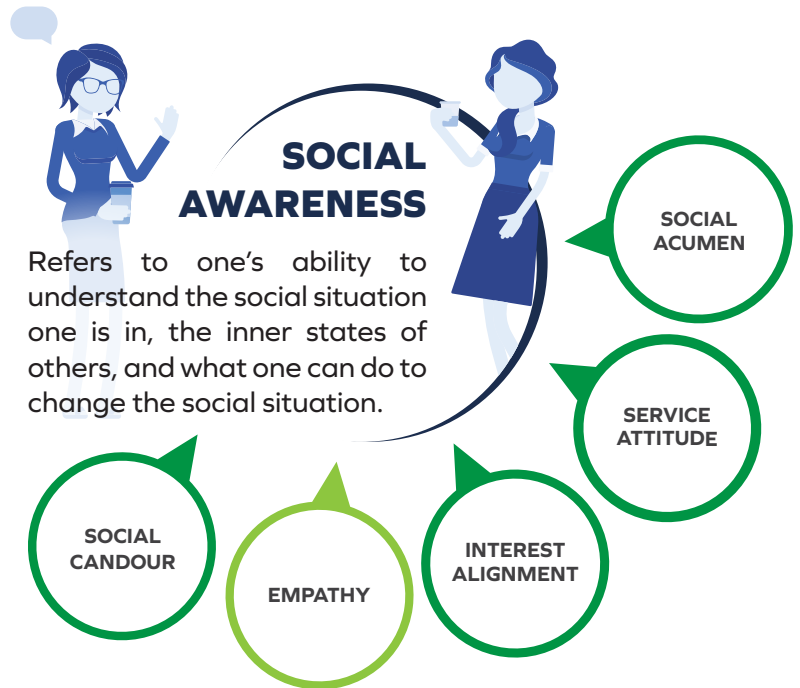 SOCIAL
AWARENESS
Refers to one's ability to
understand the social situation
one is in, the inner states of
others, and what one can do to
change the social situation.
SOCIAL
ACUMEN
SERVICE
ATTITUDE
INTEREST
ALIGNMENT
EMPATHY
SOCIAL
CANDOUR